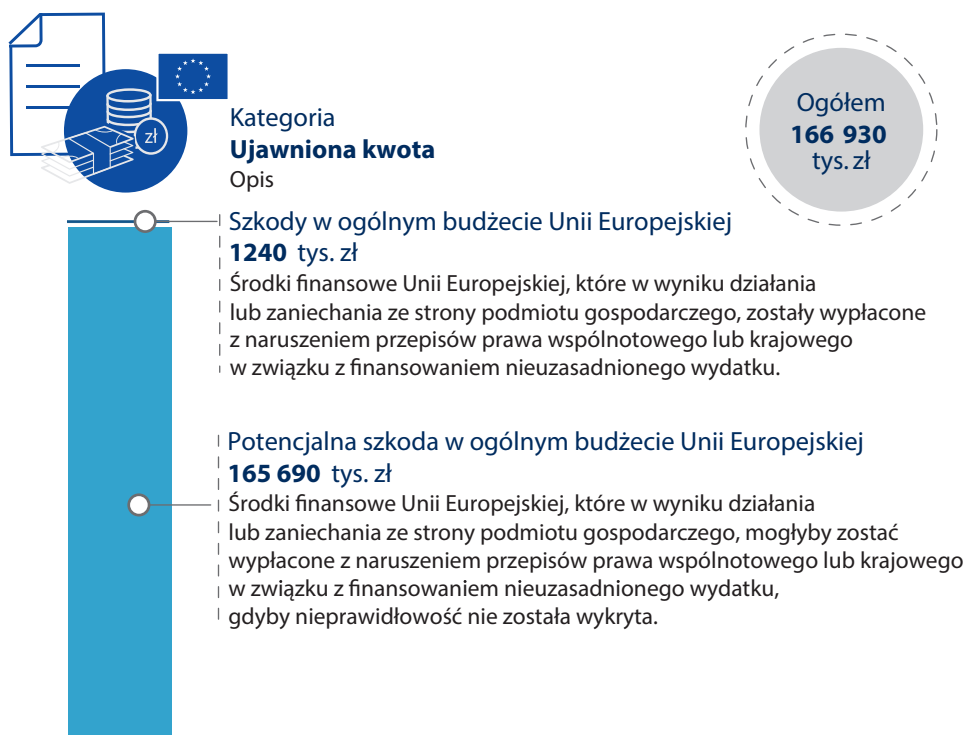 zł
Kategoria
Ujawniona kwota
Opis
Ogółem
166 930
tys. zł
Szkody w ogólnym budżecie Unii Europejskiej
1240 tys. zł
Środki finansowe Unii Europejskiej, które w wyniku działania
lub zaniechania ze strony podmiotu gospodarczego, zostały wypłacone
z naruszeniem przepisów prawa wspólnotowego lub krajowego
w związku z finansowaniem nieuzasadnionego wydatku.
Potencjalna szkoda w ogólnym budżecie Unii Europejskiej
165 690 tys. zł
Środki finansowe Unii Europejskiej, które w wyniku działania
lub zaniechania ze strony podmiotu gospodarczego, mogłyby zostać
wypłacone z naruszeniem przepisów prawa wspólnotowego lub krajowego
w związku z finansowaniem nieuzasadnionego wydatku,
gdyby nieprawidłowość nie została wykryta.